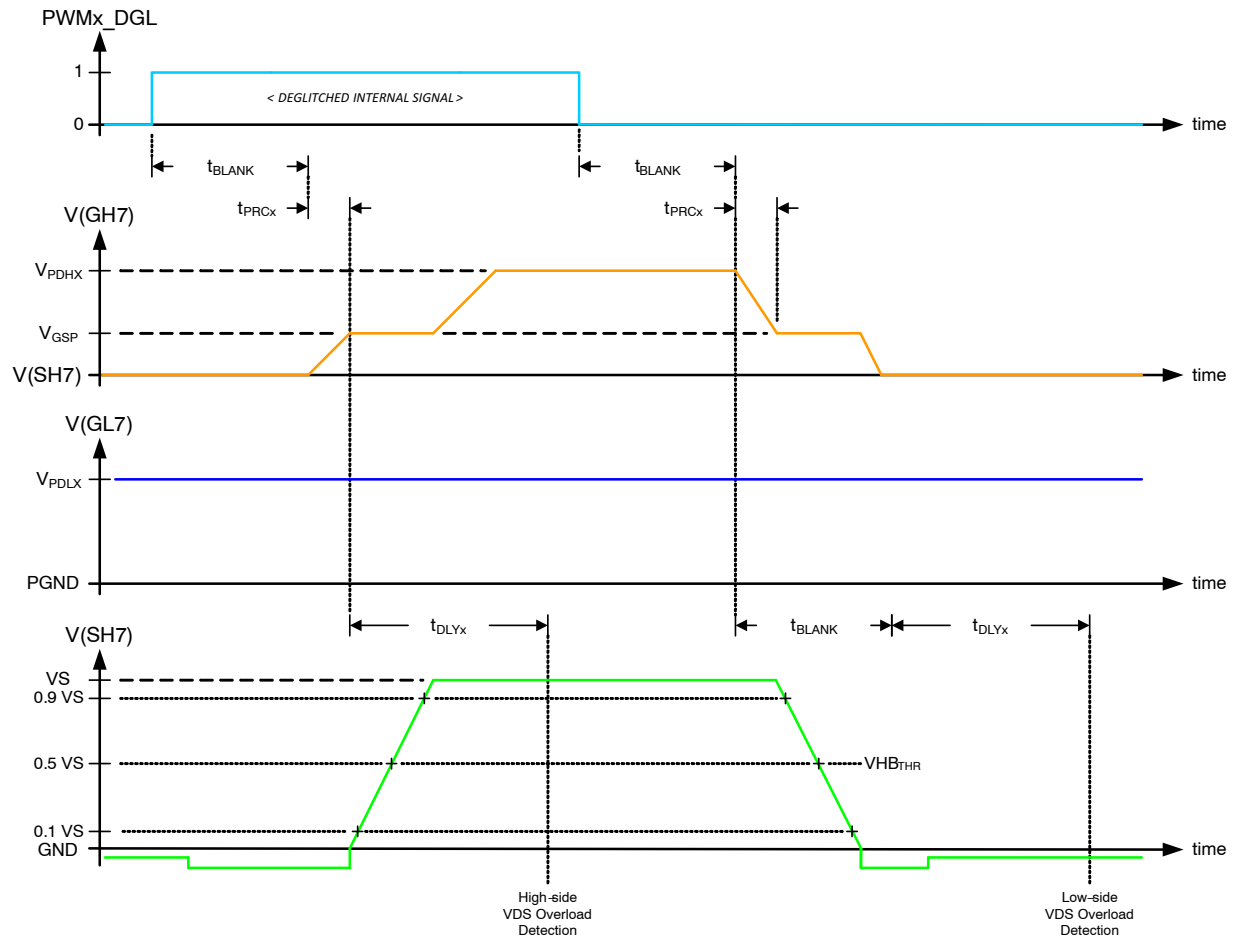 PWMx_DGL
1
< DEGLITCHED INTERNAL SIGNAL >
0
time
tBLANK
tBLANK
V(GH7)
tPRCx
tPRCx
VPDHX
VGSP
V(SH7)
time
V(GL7)
VPDLX
PGND
time
V(SH7)
tDLYx
tBLANK
tDLYx
VS
0.9 VS
0.5 VS
VHBTHR
0.1 VS
GND
time
High-side
VDS Overload
Detection
Low-side
VDS Overload
Detection